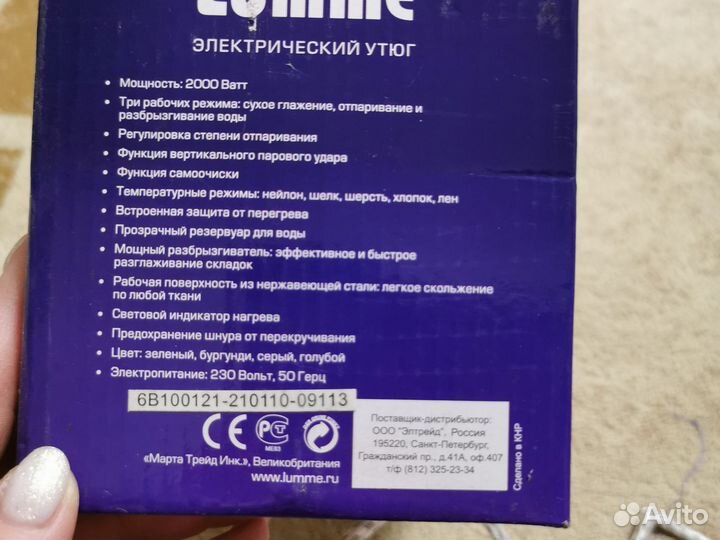 Lumme
ЭЛЕКТРИЧЕСКИЙ УТЮГ
• Мощность: 2000 Ватт
• Три рабочих режима: сухое глажение, отпаривание и
разбрызгивание воды
• Регулировка степени отпаривания
• Функция вертикального парового удара
• Функция самоочиски
• Температурные режимы: нейлон, шелк, шерсть, хлопок, лен
• Встроенная защита от перегрева
• Прозрачный резервуар для воды
• Мощный разбрызгиватель: эффективное и быстрое
разглаживание складок
• Рабочая поверхность из нержавеющей стали: легкое скольжение
по любой ткани
• Световой индикатор нагрева
• Предохранение шнура от перекручивания
• Цвет: зеленый, бургунди, серый, голубой
• Электропитание: 230 Вольт, 50 Герц
6B100121-210110-09113
CE РС
ME83
«Марта Трейд Инк.», Великобритания
www.lumme.ru
Поставщик-дистрибьютор:
ООО "Элтрейд", Россия
195220, Санкт-Петербург,
Гражданский пр., д.41А, оф.407
т/ф (812) 325-23-34
Сделано в КНР
Avito